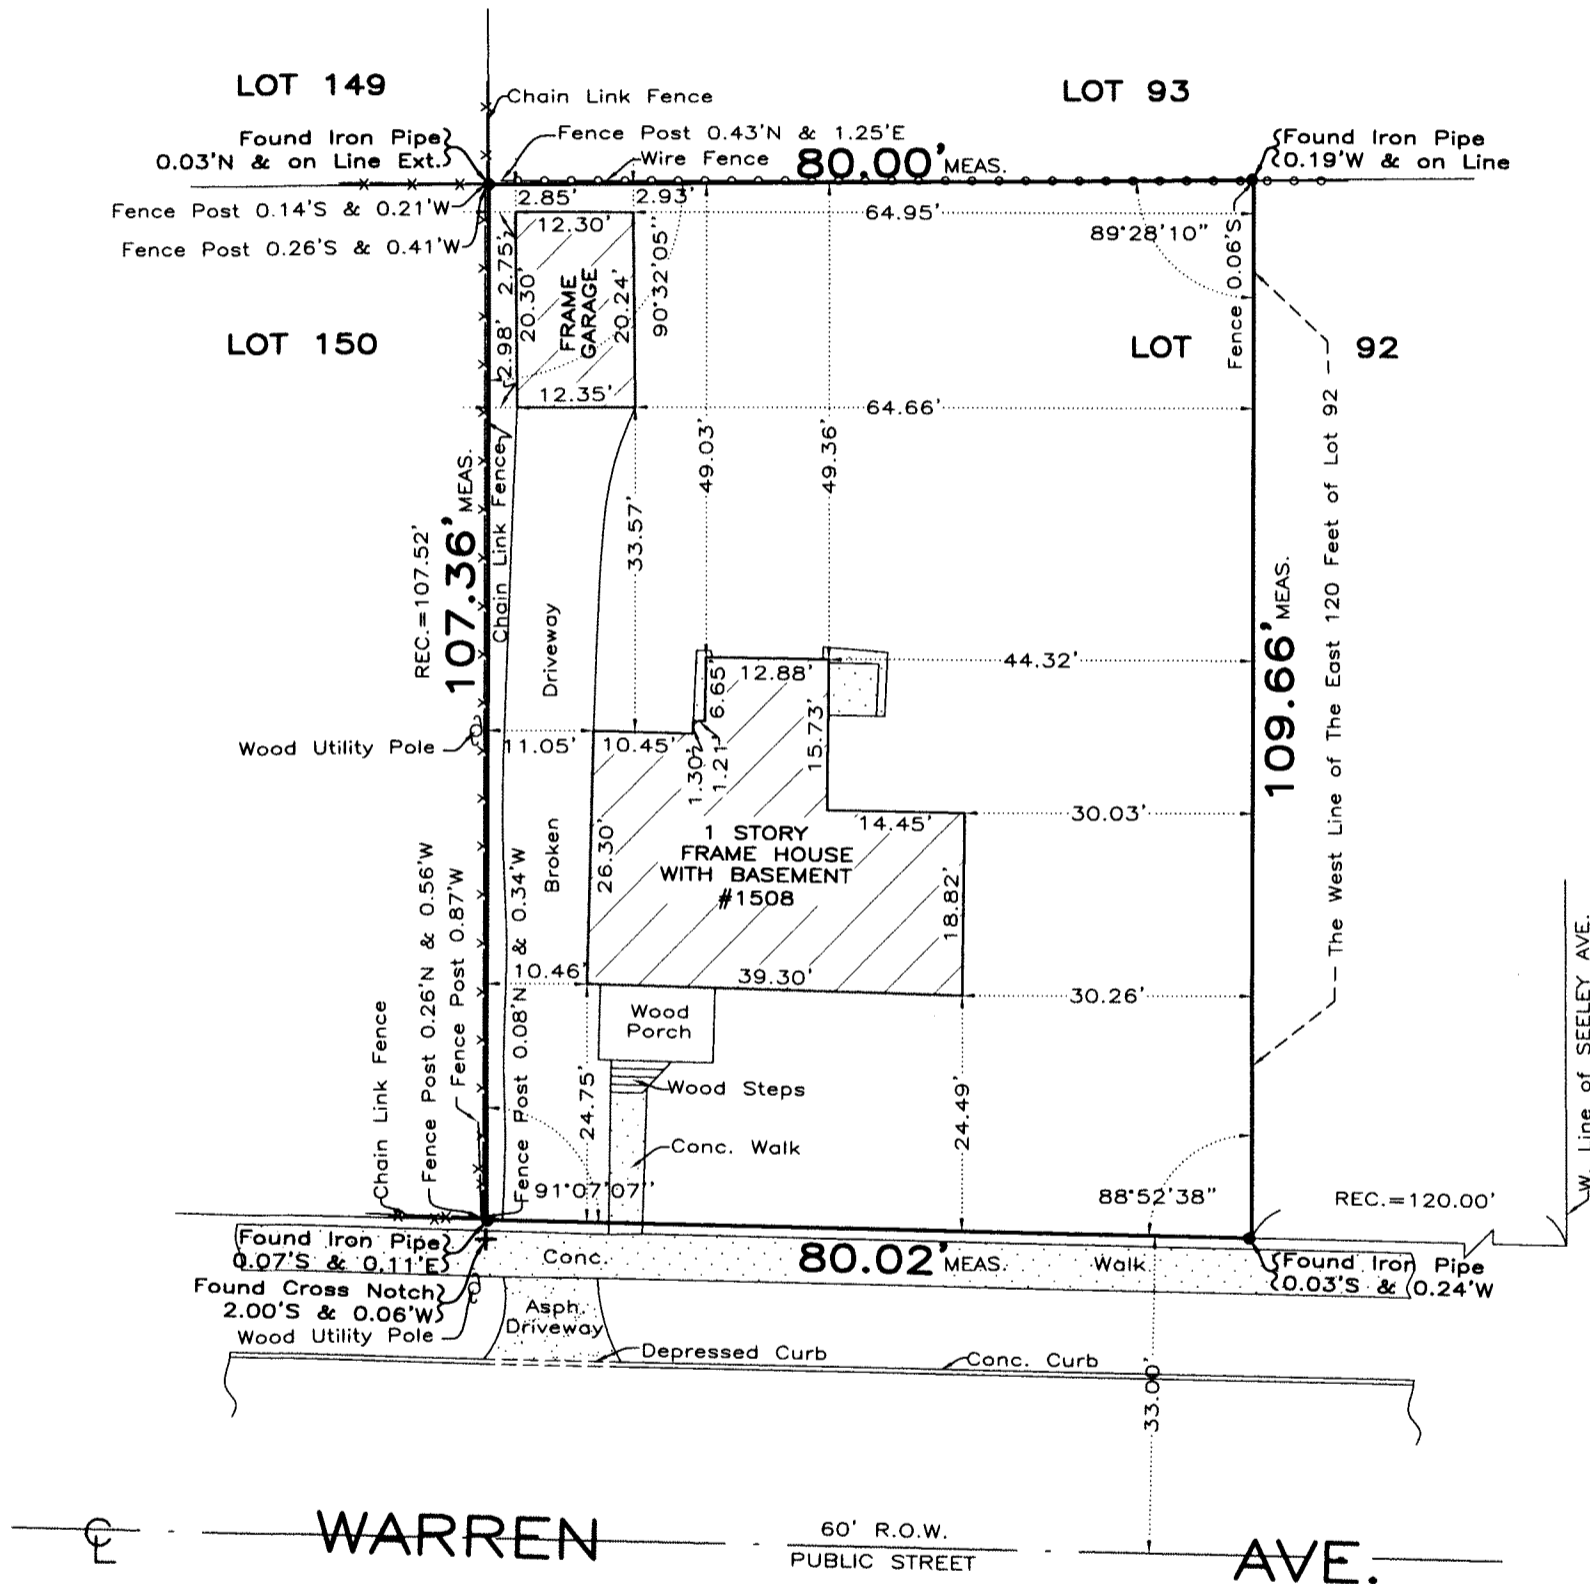 LOT 149
LOT 93
Chain Link Fence
Found Iron Pipe
0.03'N & on Line Ext.
Fence Post 0.43'N & 1.25'E
Wire Fence
80.00' MEAS.
Found Iron Pipe
0.19'W & on Line
Fence Post 0.14'S & 0.21'W
Fence Post 0.26'S & 0.41'W
2.85'
2.93'
12.30'
64.95'
89°28'10"
Fence 0.06'S
2.75'
2.98'
20.30'
FRAME
GARAGE
20.24'
90°32'05"
12.35'
64.66'
LOT 150
LOT 92
49.03'
49.36'
33.57'
REC.=107.52'
107.36' MEAS.
Chain Link Fence
Driveway
Broken
109.66' MEAS.
The West Line of The East 120 Feet of Lot 92
12.88'
6.65'
44.32'
15.73'
Wood Utility Pole
11.05'
10.45'
1.30'
1.21'
14.45'
30.03'
26.30'
1 STORY
FRAME HOUSE
WITH BASEMENT
#1508
18.82'
10.46'
39.30'
30.26'
Wood
Porch
Wood Steps
24.75'
24.49'
Conc. Walk
Chain Link Fence
Fence Post 0.26'N & 0.56'W
Fence Post 0.87'W
Fence Post 0.08'N & 0.34'W
91°07'07"
88°52'38"
REC.=120.00'
W. Line of SEELEY AVE.
Found Iron Pipe
0.07'S & 0.11'E
Conc.
80.02' MEAS.
Walk
Found Iron Pipe
0.03'S & 0.24'W
Found Cross Notch
2.00'S & 0.06'W
Wood Utility Pole
Asph.
Driveway
Depressed Curb
Conc. Curb
33.00'
WARREN AVE.
60' R.O.W.
PUBLIC STREET